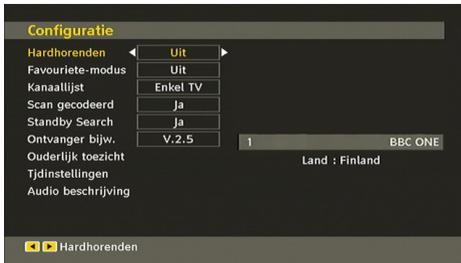 Configuratie
Hardhorenden Uit
Favouriete-modus Uit
Kanaallijst Enkel TV
Scan gecodeerd Ja
Standby Search Ja
Ontvanger bijw. V.2.5
Ouderlijk toezicht
Tjdinstellingen
Audio beschrijving
1 BBC ONE
Land : Finland
Hardhorenden